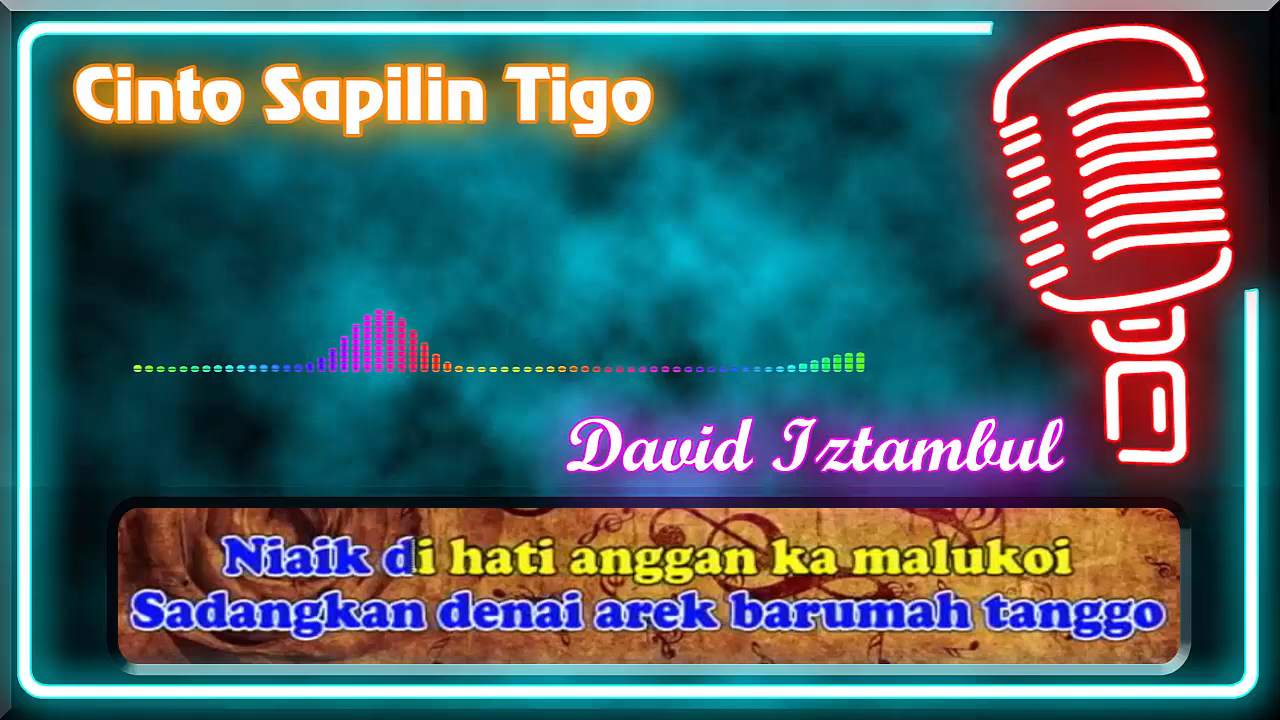 Cinto Sapilin Tigo
David Iztambul
Niaik di hati anggan ka malukoi
Sadangkan denai arek barumah tanggo